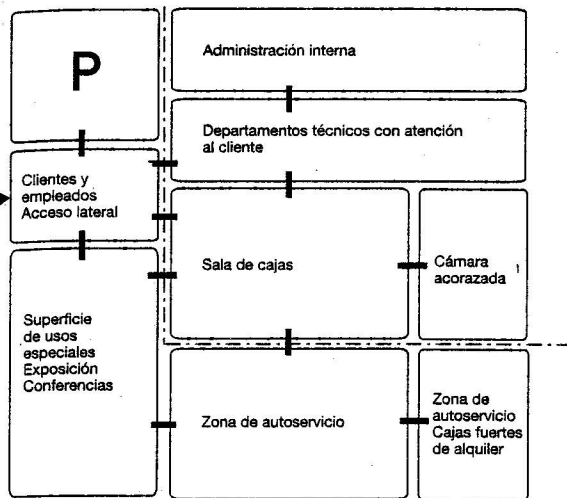 P
Administración interna
Departamentos técnicos con atención
al cliente
Clientes y
empleados
Acceso lateral
Sala de cajas
Cámara
acorazada
Superficie
de usos
especiales
Exposición
Conferencias
Zona de autoservicio
Zona de
autoservicio
Cajas fuertes
de alquiler